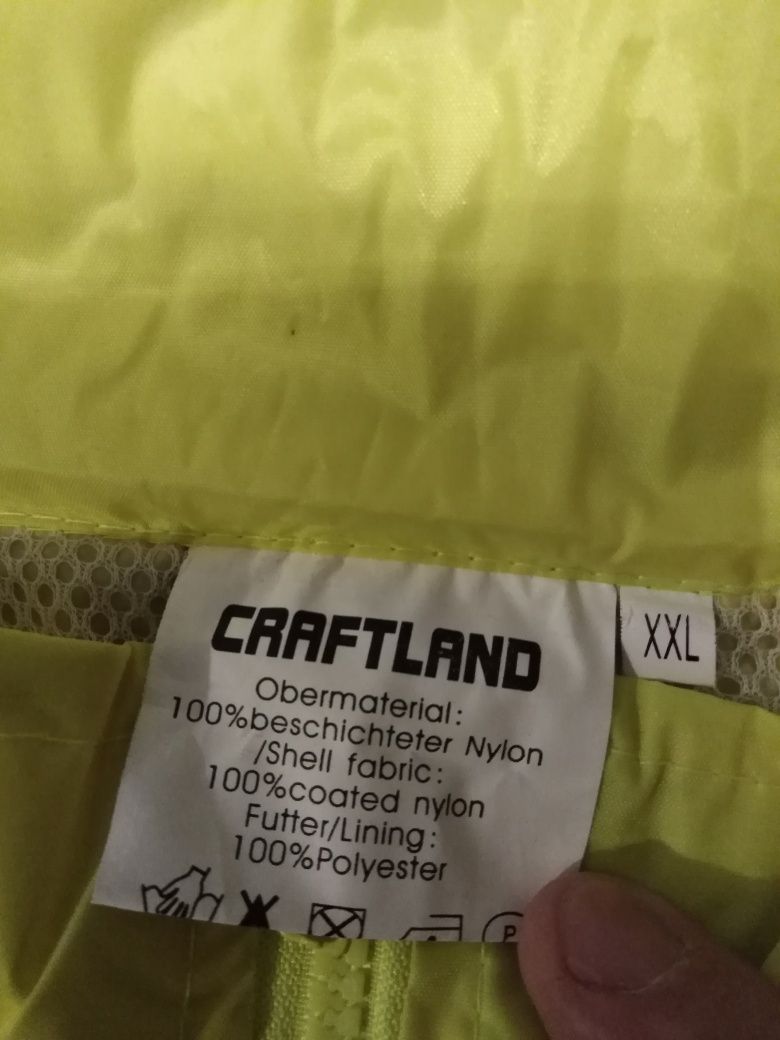 CRAFTLAND
XXL
Obermaterial:
100%beschichteter Nylon
/Shell fabric:
100%coated nylon
Futter/Lining:
100%Polyester
P